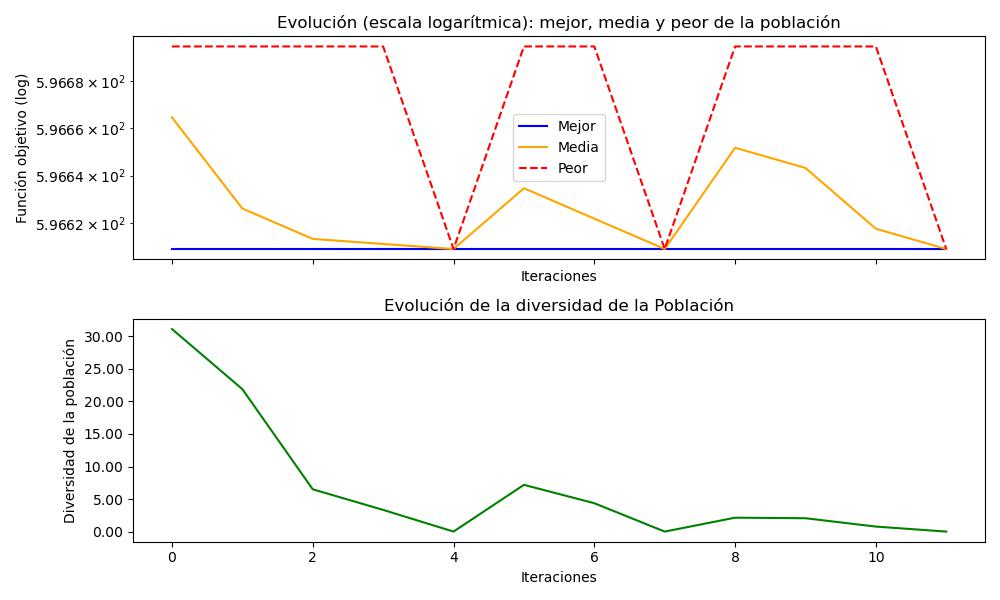 Evolución (escala logarítmica): mejor, media y peor de la población
Función objetivo (log)
5.9668 × 10²
5.9666 × 10²
5.9664 × 10²
5.9662 × 10²
Mejor
Media
Peor
Iteraciones
Evolución de la diversidad de la Población
Diversidad de la población
30.00
25.00
20.00
15.00
10.00
5.00
0.00
0 2 4 6 8 10
Iteraciones